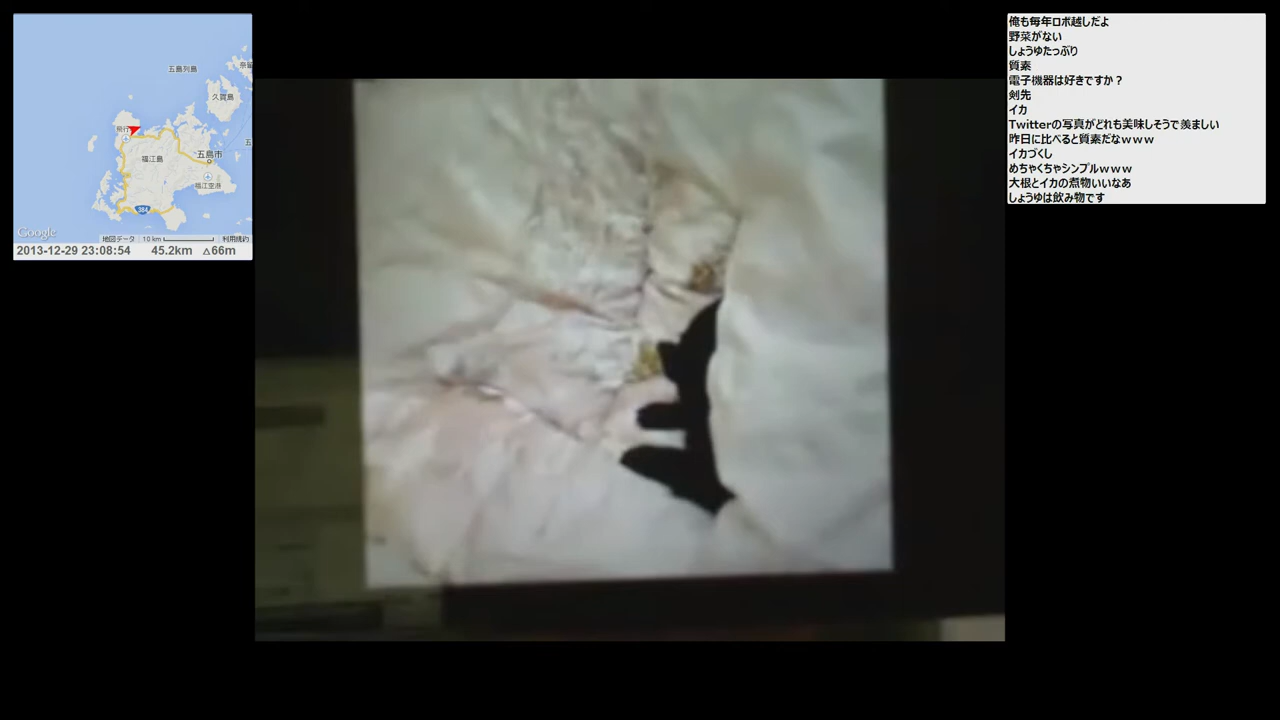 五島列島
奈留
久賀島
飛行
五島市
五
福江島
福江空港
384
Google
地図データ 10 km 利用規約
2013-12-29 23:08:54 45.2km △66m
俺も毎年ロボ越しだよ
野菜がない
しょうゆたっぷり
質素
電子機器は好きですか？
剣先
イカ
Twitterの写真がどれも美味しそうで羨ましい
昨日に比べると質素だなｗｗｗ
イカづくし
めちゃくちゃシンプルｗｗｗ
大根とイカの煮物いいなあ
しょうゆは飲み物です